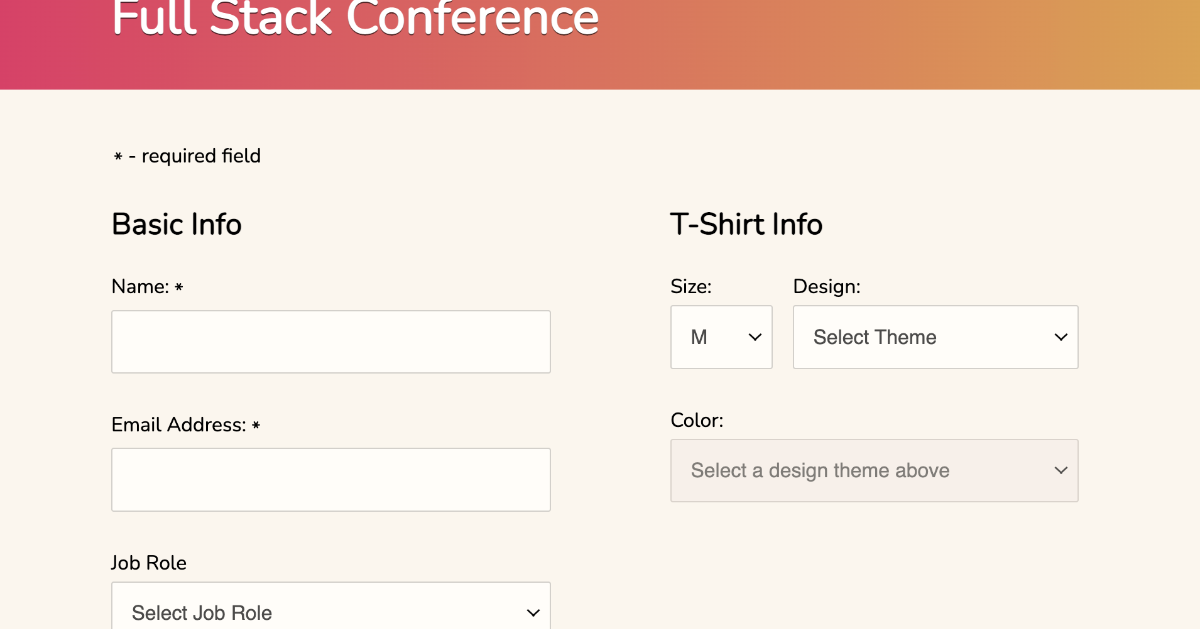 Full Stack Conference
* - required field
Basic Info
Name: *
Email Address: *
Job Role
Select Job Role
T-Shirt Info
Size:
M
Design:
Select Theme
Color:
Select a design theme above